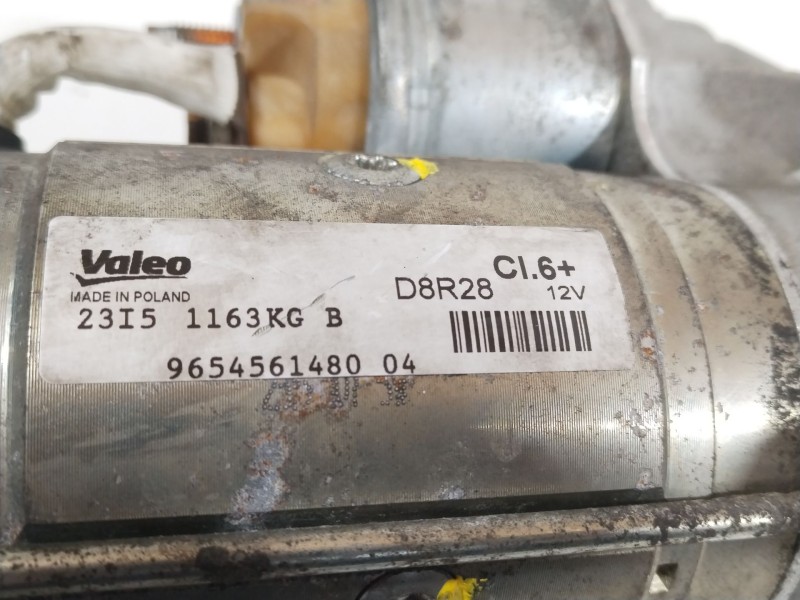 Valeo
MADE IN POLAND
23I5 1163KG B
9654561480 04
D8R28 Cl.6+
12V